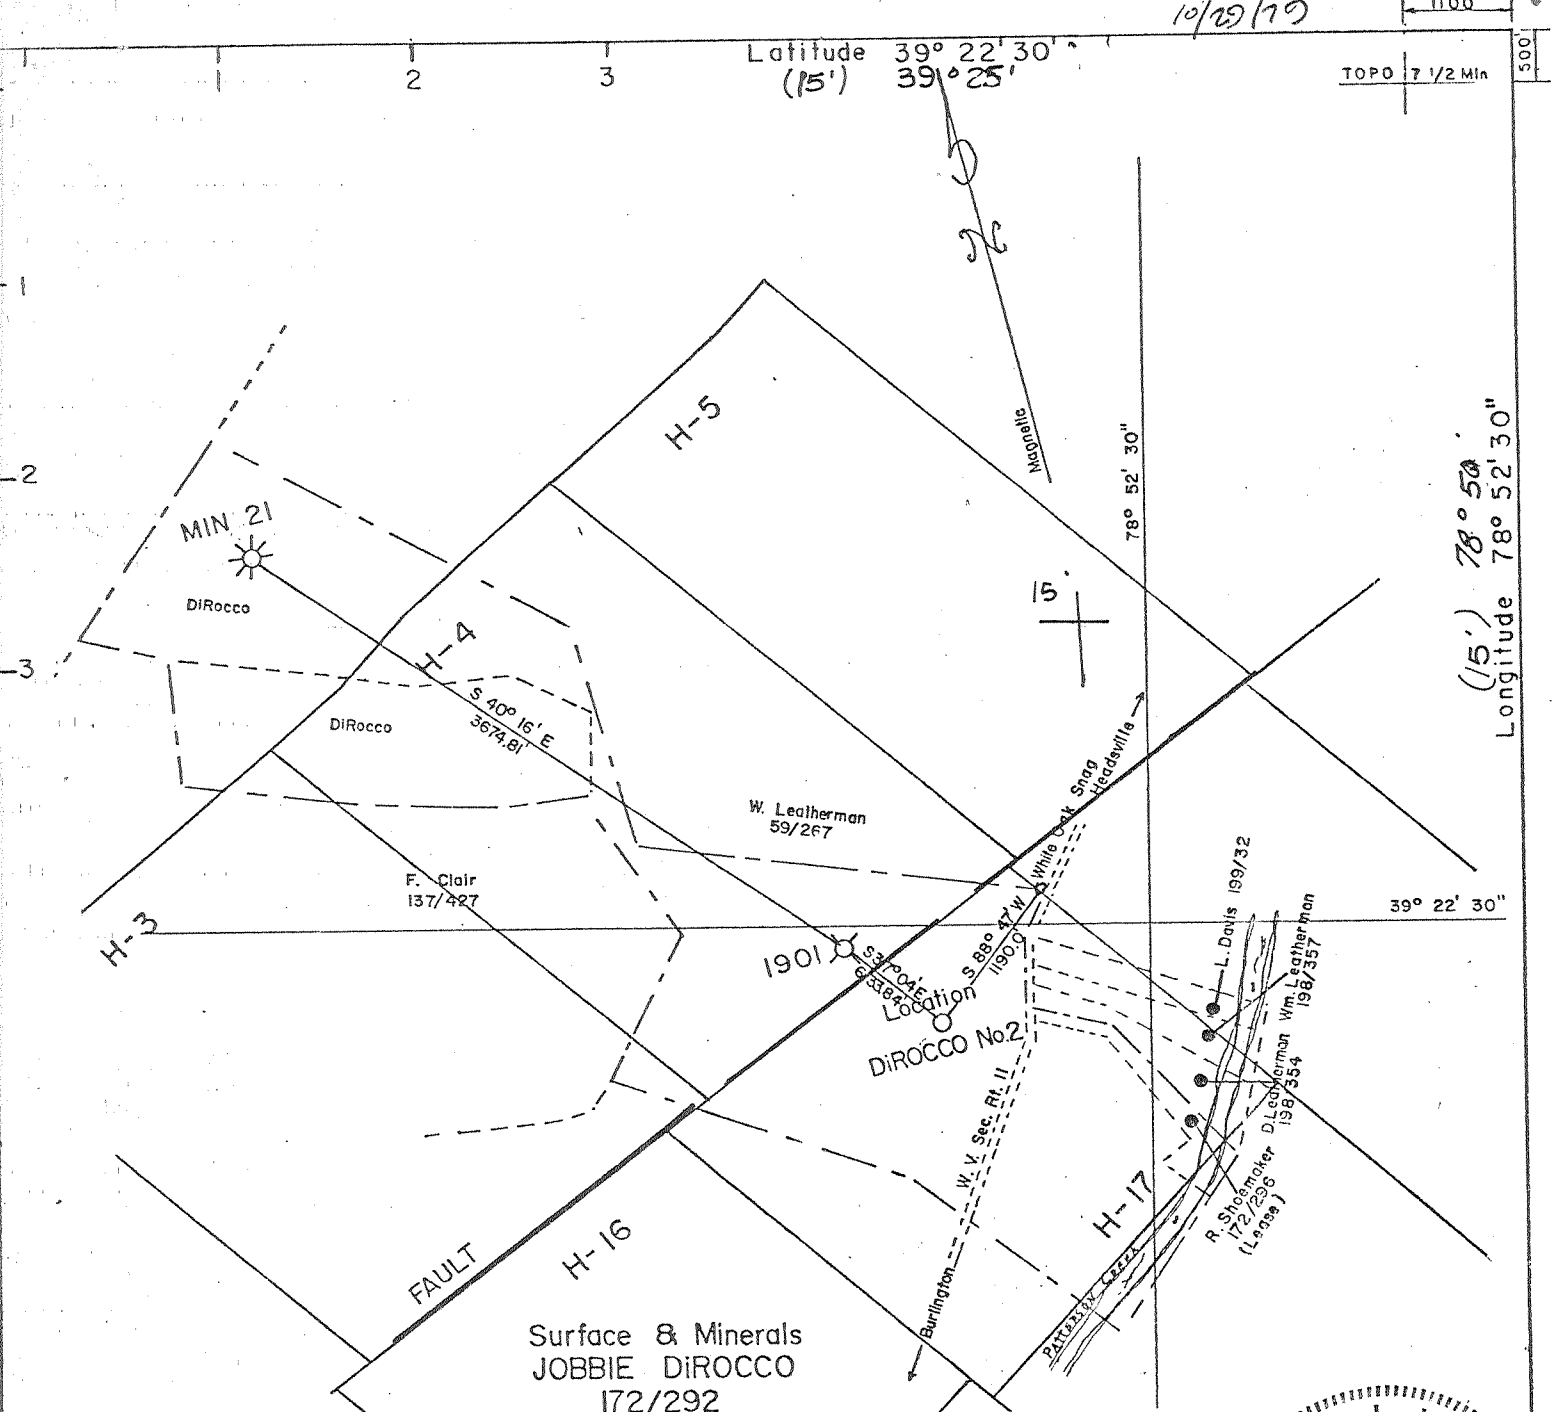 10/29/79
1100
500'
1
2
3
Latitude 39° 22' 30"
(15') 39° 25'
TOPO 7 1/2 Min
1
2
3
H-5
Magnetic
78° 52' 30"
(15') 78° 50'
Longitude 78° 52' 30"
MIN 21
DiRocco
15'
H-4
S 40° 16' E
3674.81'
DiRocco
Headsville
White Oak Snag
W. Leatherman
59/267
F. Clair
137/427
L. Davis 199/32
39° 22' 30"
H-3
1901
S 37° 04' E
S 88° 47' W
1190.0'
Wm. Leatherman
198/357
Location
DiROCCO No.2
D. Leatherman
198/354
W. V. Sec. Rt. 11
H-17
R. Shoemaker
172/296
(Lease)
H-16
FAULT
Burlington
Patterson Creek
Surface & Minerals
JOBBIE DiROCCO
172/292